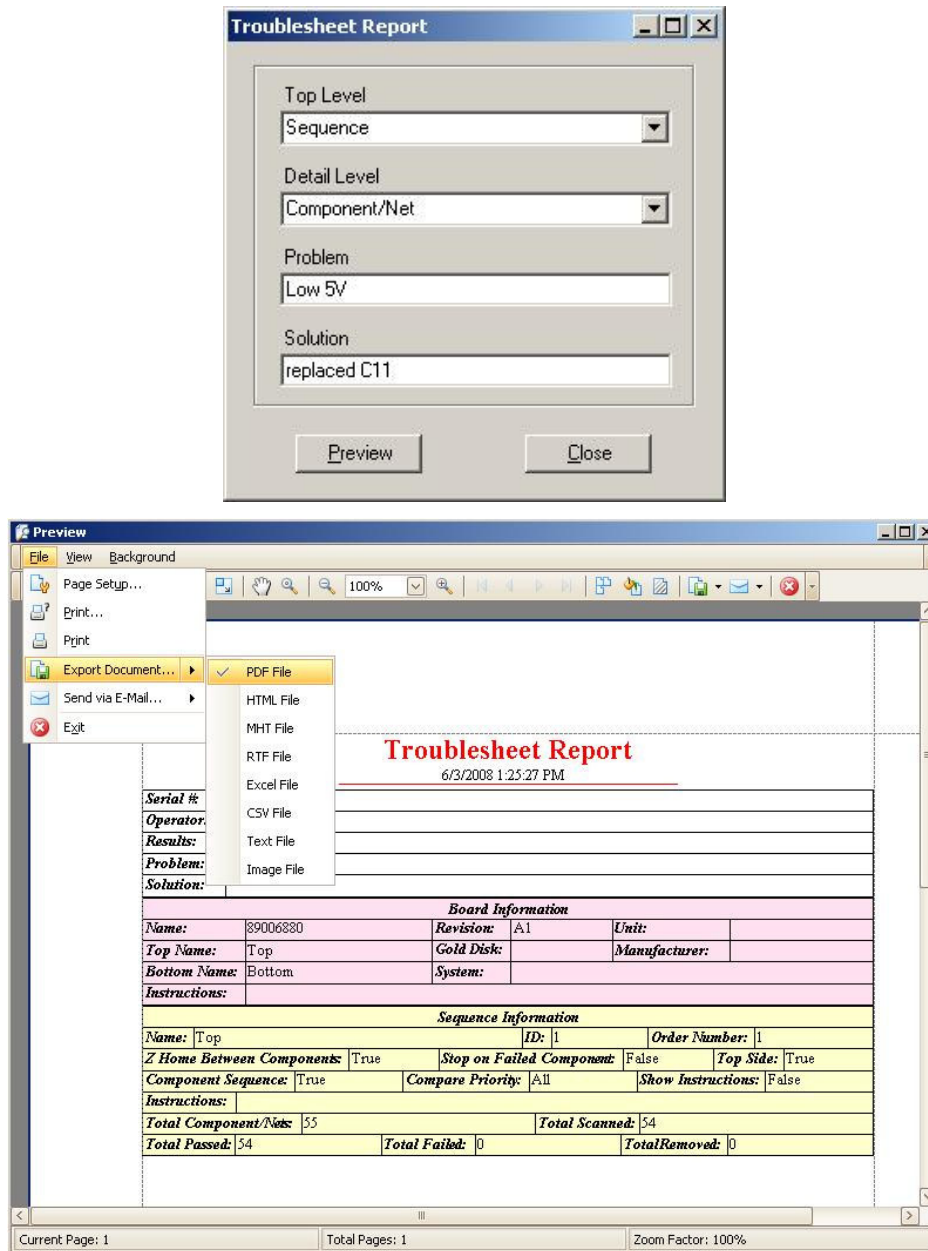 Troublesheet Report
Top Level
Sequence
Detail Level
Component/Net
Problem
Low 5V
Solution
replaced C11
Preview Close
Preview
File View Background
Page Setup... 100%
Print...
Print
Export Document... PDF File
Send via E-Mail... HTML File
Exit MHT File
RTF File
Excel File
CSV File
Text File
Image File
Troublesheet Report
6/3/2008 1:25:27 PM
Serial #:
Operator:
Results:
Problem:
Solution:
Board Information
Name: 89006880 Revision: A1 Unit:
Top Name: Top Gold Disk: Manufacturer:
Bottom Name: Bottom System:
Instructions:
Sequence Information
Name: Top ID: 1 Order Number: 1
Z Home Between Components: True Stop on Failed Component: False Top Side: True
Component Sequence: True Compare Priority: All Show Instructions: False
Instructions:
Total Component/Nets: 55 Total Scanned: 54
Total Passed: 54 Total Failed: 0 TotalRemoved: 0
Current Page: 1 Total Pages: 1 Zoom Factor: 100%